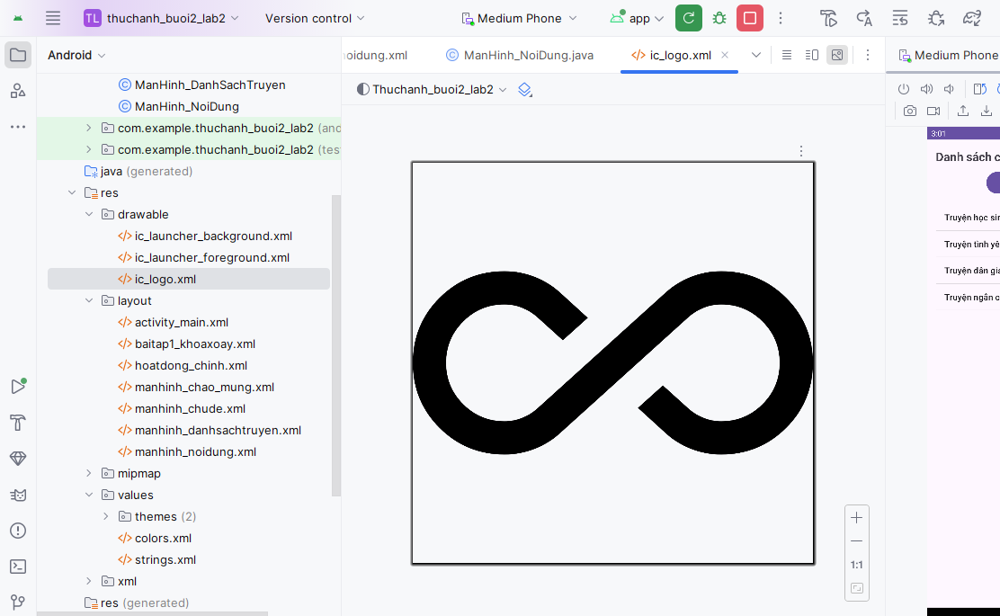 TL thuchanh_buoi2_lab2 Version control Medium Phone app
Android
oidung.xml ManHinh_NoiDung.java ic_logo.xml Medium Phone
Thuchanh_buoi2_lab2
ManHinh_DanhSachTruyen
ManHinh_NoiDung
com.example.thuchanh_buoi2_lab2 (and
com.example.thuchanh_buoi2_lab2 (tes
java (generated)
res
drawable
ic_launcher_background.xml
ic_launcher_foreground.xml
ic_logo.xml
layout
activity_main.xml
baitap1_khoaxoay.xml
hoatdong_chinh.xml
manhinh_chao_mung.xml
manhinh_chude.xml
manhinh_danhsachtruyen.xml
manhinh_noidung.xml
mipmap
values
themes (2)
colors.xml
strings.xml
xml
res (generated)
1:1
3:01
Danh sách c
Truyện học sin
Truyện tình yê
Truyện dân gia
Truyện ngắn c